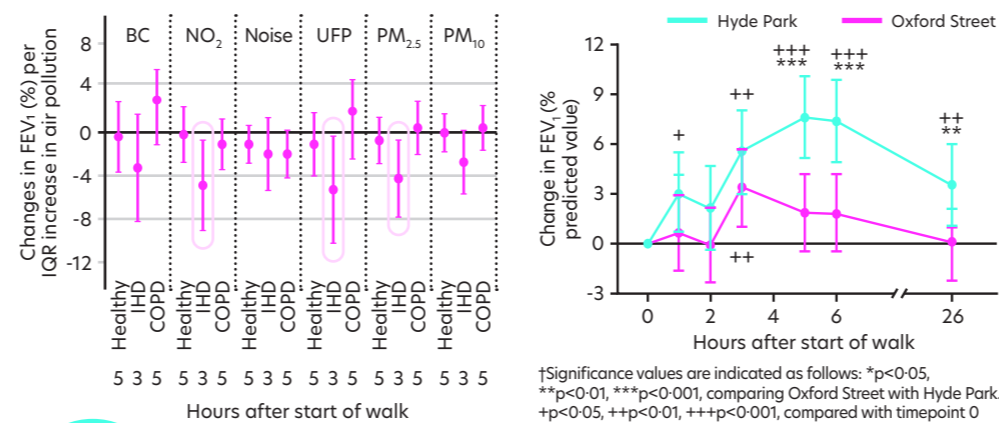 Changes in FEV₁ (%) per
IQR increase in air pollution
8
4
0
-4
-8
-12
BC NO₂ Noise UFP PM₂.₅ PM₁₀
Healthy IHD COPD Healthy IHD COPD Healthy IHD COPD Healthy IHD COPD Healthy IHD COPD Healthy IHD COPD
5 3 5 5 3 5 5 3 5 5 3 5 5 3 5 5 3 5
Hours after start of walk
Hyde Park Oxford Street
Change in FEV₁ (%
predicted value)
12
9
6
3
0
-3
+
++
+++
***
+++
***
++
**
++
0 2 4 6 26
Hours after start of walk
†Significance values are indicated as follows: *p<0·05,
**p<0·01, ***p<0·001, comparing Oxford Street with Hyde Park.
+p<0·05, ++p<0·01, +++p<0·001, compared with timepoint 0